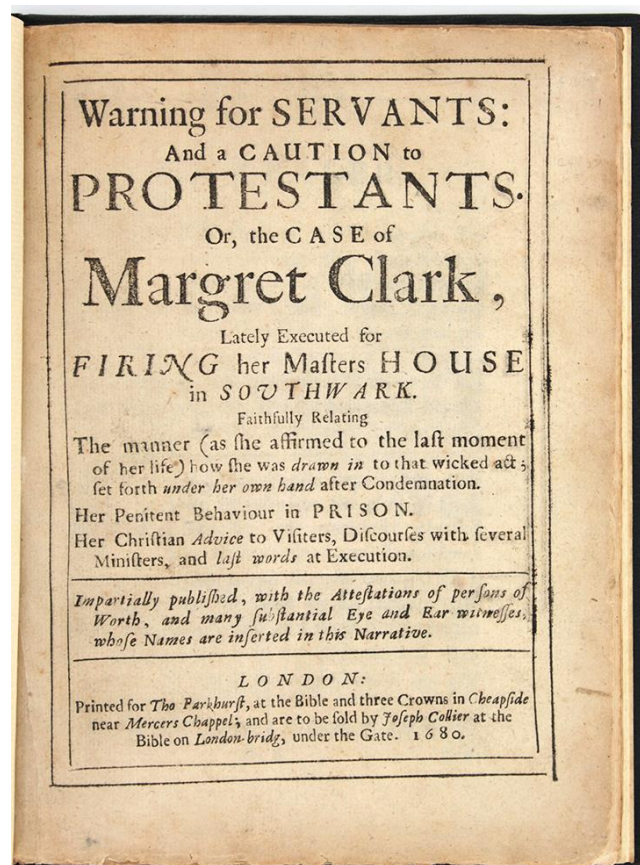 Warning for SERVANTS:
And a CAUTION to
PROTESTANTS.
Or, the CASE of
Margret Clark,
Lately Executed for
FIRING her Maſters HOUSE
in SOVTHWARK.
Faithfully Relating
The manner (as ſhe affirmed to the laſt moment
of her life) how ſhe was drawn in to that wicked act;
ſet forth under her own hand after Condemnation.
Her Penitent Behaviour in PRISON.
Her Chriſtian Advice to Viſiters, Diſcourſes with ſeveral
Miniſters, and laſt words at Execution.
Impartially publiſhed, with the Atteſtations of perſons of
Worth, and many ſubſtantial Eye and Ear witneſſes,
whoſe Names are inſerted in this Narrative.
LONDON:
Printed for Tho Parkhurſt, at the Bible and three Crowns in Cheapſide
near Mercers Chappel; and are to be ſold by Joſeph Collier at the
Bible on London-bridg, under the Gate. 1680.